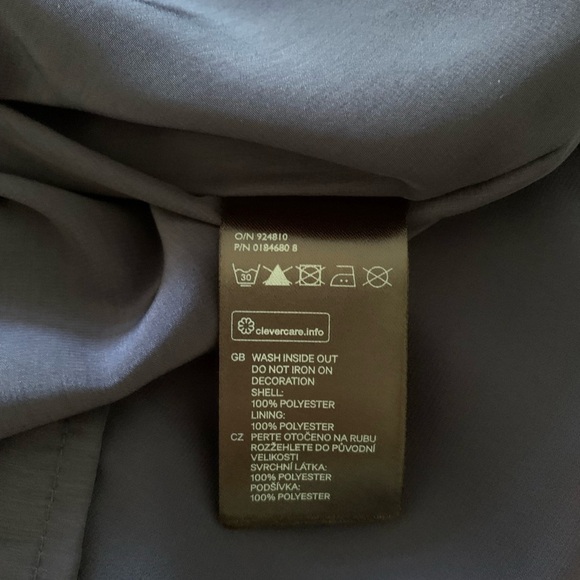 O/N 924810
P/N 0184680 8
30
clevercare.info
GB WASH INSIDE OUT
DO NOT IRON ON
DECORATION
SHELL:
100% POLYESTER
LINING:
100% POLYESTER
CZ PERTE OTOČENO NA RUBU
ROZŽEHLETE DO PŮVODNÍ
VELIKOSTI
SVRCHNÍ LÁTKA:
100% POLYESTER
PODŠÍVKA:
100% POLYESTER